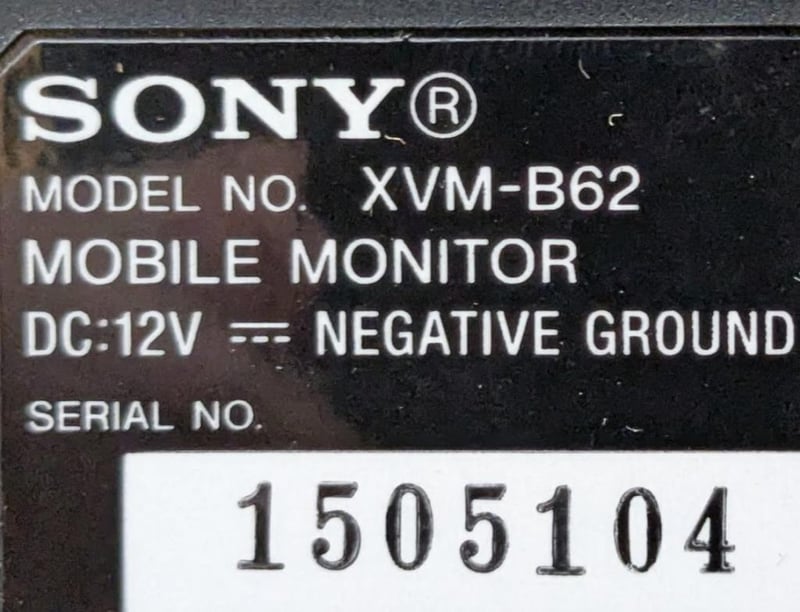 SONY®
MODEL NO. XVM-B62
MOBILE MONITOR
DC:12V ⎓ NEGATIVE GROUND
SERIAL NO.
1505104